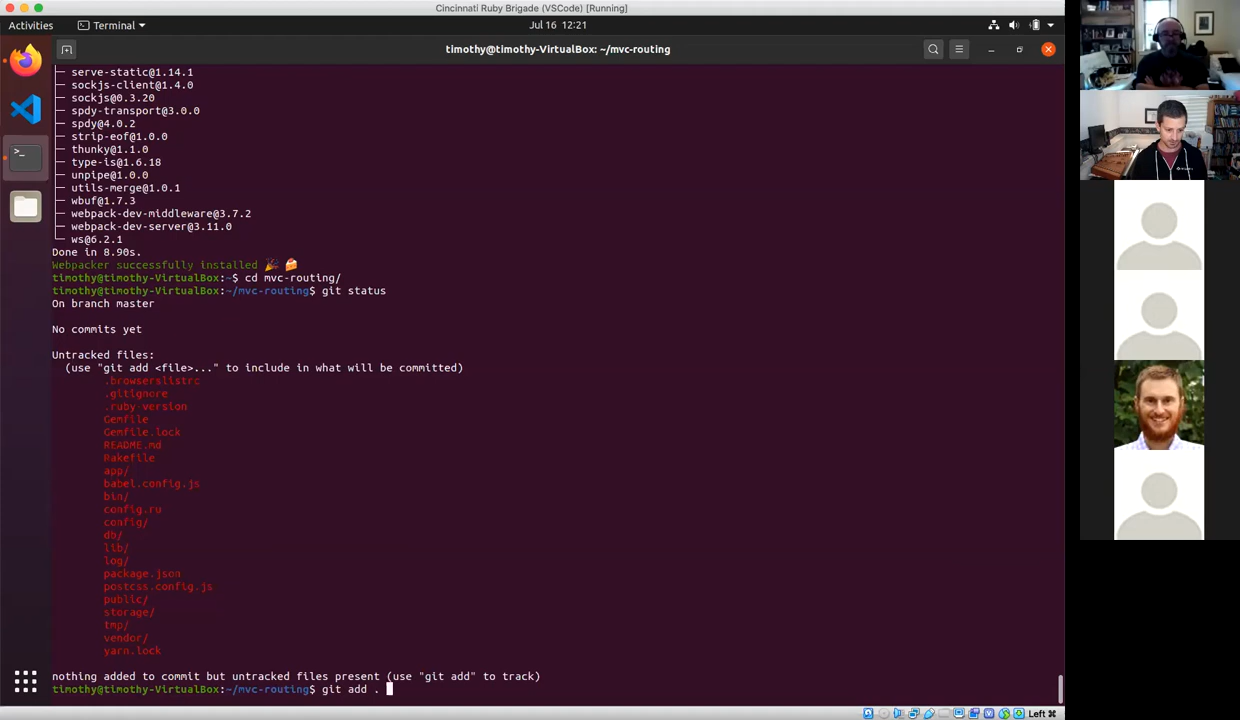 Cincinnati Ruby Brigade (VSCode) [Running]
Activities
Terminal
Jul 16 12:21
timothy@timothy-VirtualBox: ~/mvc-routing
├─ serve-static@1.14.1
├─ sockjs-client@1.4.0
├─ sockjs@0.3.20
├─ spdy-transport@3.0.0
├─ spdy@4.0.2
├─ strip-eof@1.0.0
├─ thunky@1.1.0
├─ type-is@1.6.18
├─ unpipe@1.0.0
├─ utils-merge@1.0.1
├─ wbuf@1.7.3
├─ webpack-dev-middleware@3.7.2
├─ webpack-dev-server@3.11.0
└─ ws@6.2.1
Done in 8.90s.
Webpacker successfully installed 🎉 🍰
timothy@timothy-VirtualBox:~$ cd mvc-routing/
timothy@timothy-VirtualBox:~/mvc-routing$ git status
On branch master
No commits yet
Untracked files:
(use "git add <file>..." to include in what will be committed)
.browserslistrc
.gitignore
.ruby-version
Gemfile
Gemfile.lock
README.md
Rakefile
app/
babel.config.js
bin/
config.ru
config/
db/
lib/
log/
package.json
postcss.config.js
public/
storage/
tmp/
vendor/
yarn.lock
nothing added to commit but untracked files present (use "git add" to track)
timothy@timothy-VirtualBox:~/mvc-routing$ git add .
Left ⌘